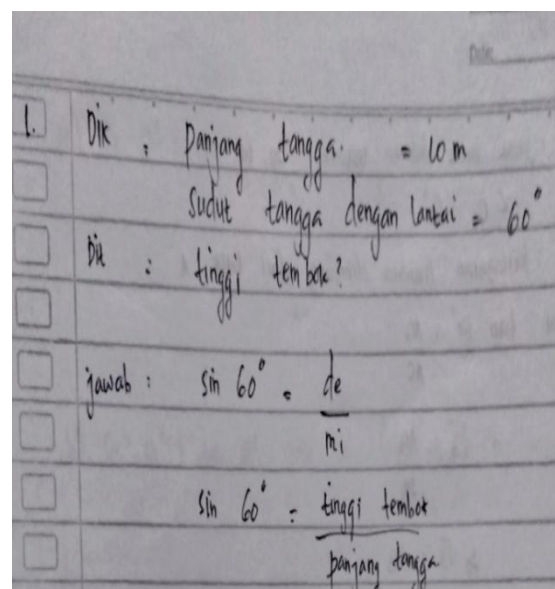 1. Dik : Panjang tangga. = 10 m
sudut tangga dengan lantai = 60°
Dit : tinggi tembok?
jawab : sin 60° = de
mi
sin 60° = tinggi tembok
panjang tangga